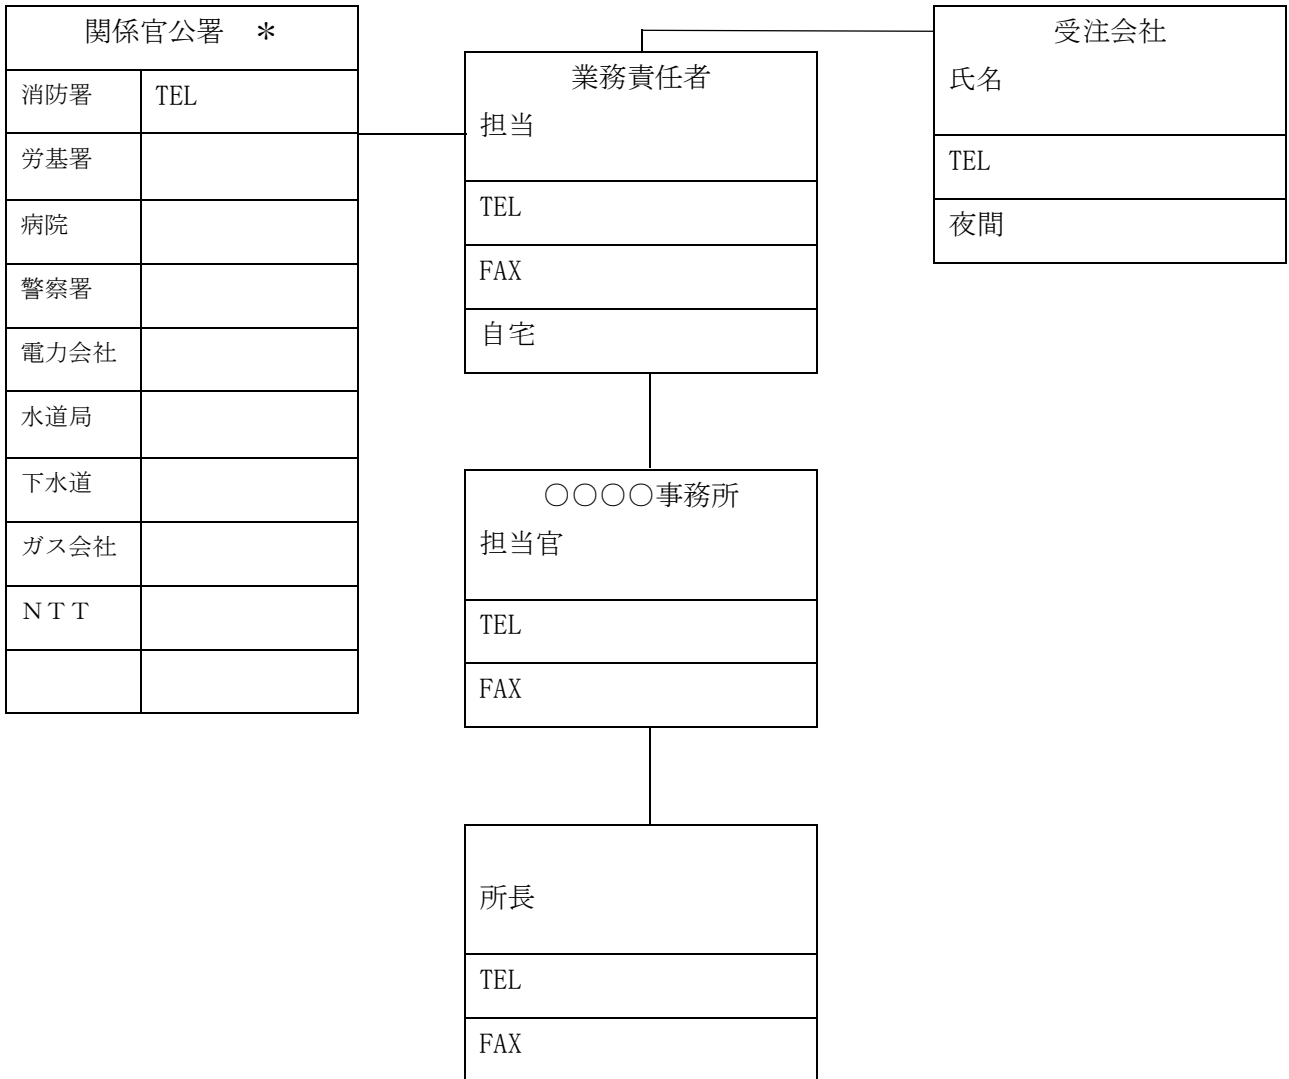 関係官公署　＊
消防署　TEL
労基署
病院
警察署
電力会社
水道局
下水道
ガス会社
ＮＴＴ
業務責任者
担当
TEL
FAX
自宅
受注会社
氏名
TEL
夜間
○○○○事務所
担当官
TEL
FAX
所長
TEL
FAX